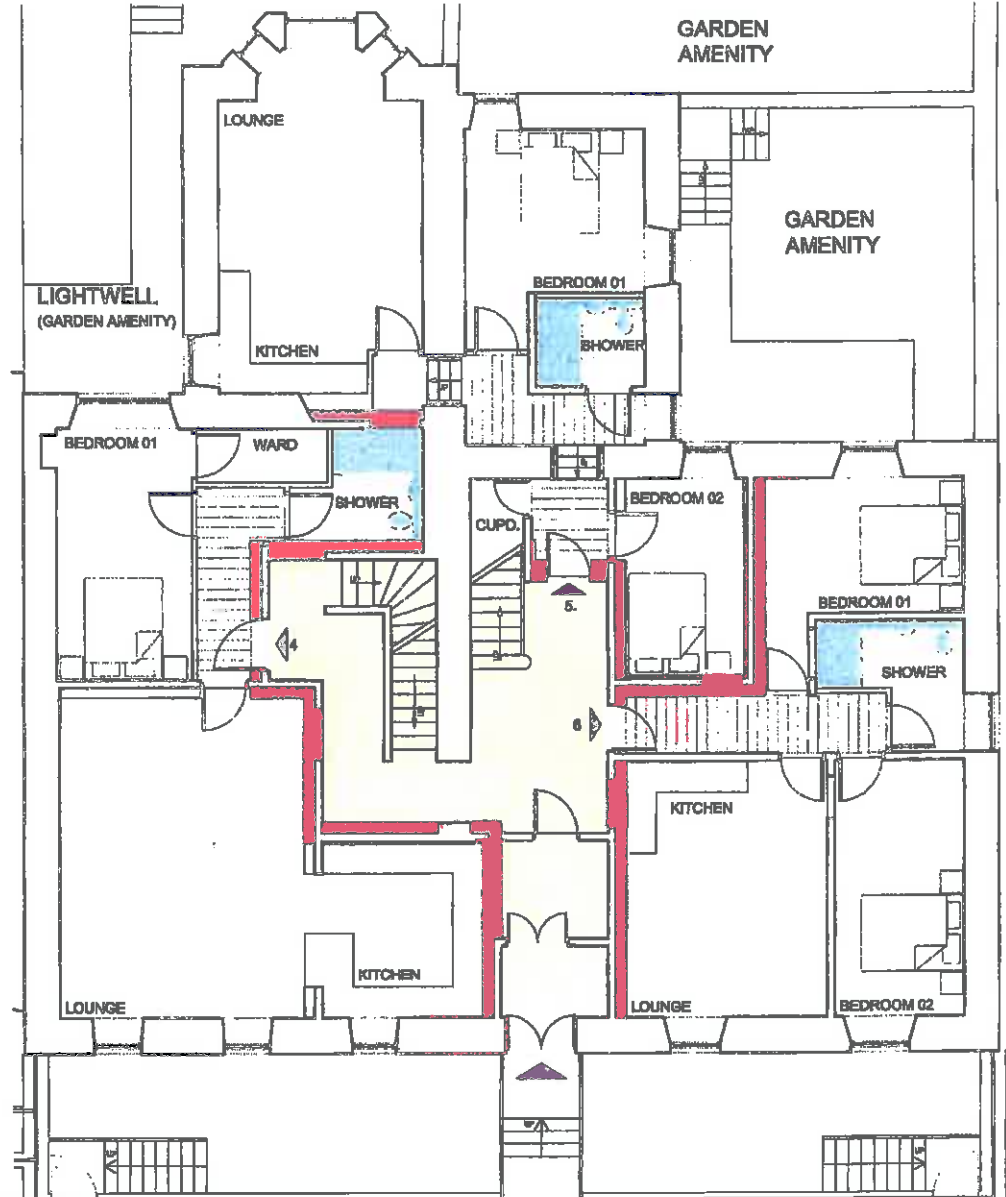 GARDEN
AMENITY
LOUNGE
GARDEN
AMENITY
BEDROOM 01
LIGHTWELL
(GARDEN AMENITY)
SHOWER
KITCHEN
BEDROOM 01
WARD
SHOWER
BEDROOM 02
CUPD.
BEDROOM 01
5.
4
SHOWER
6
KITCHEN
KITCHEN
LOUNGE
LOUNGE
BEDROOM 02